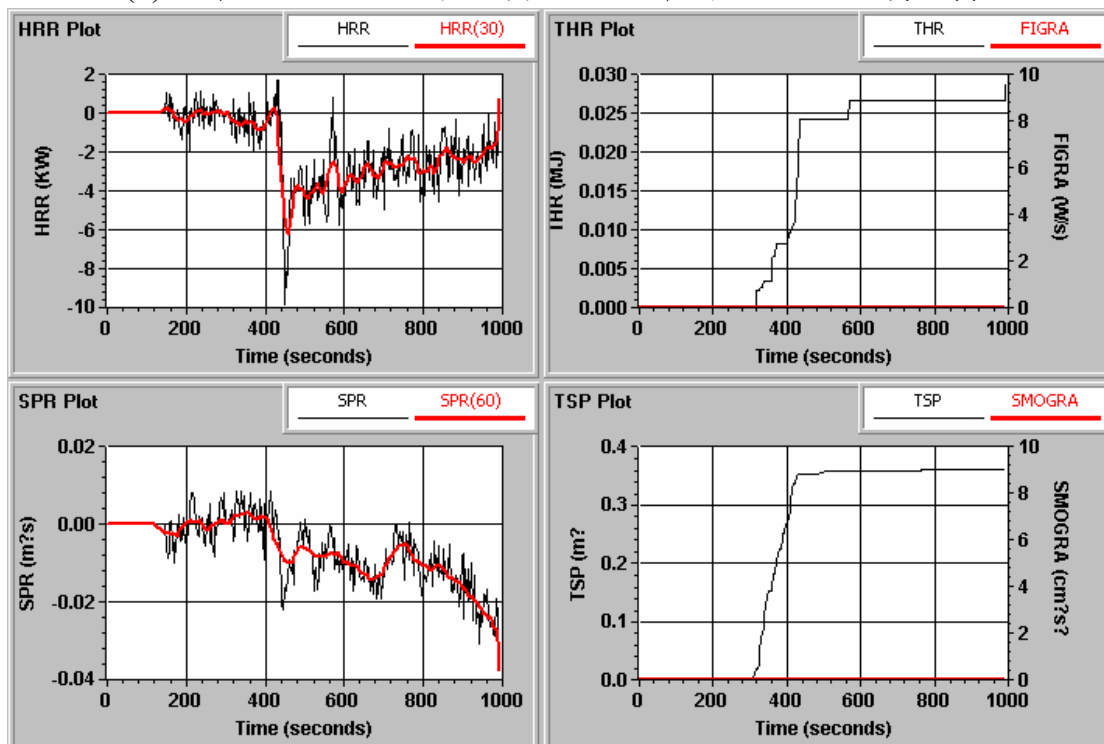 HRR Plot HRR HRR(30)
2
0
-2
-4
-6
-8
-10
HRR (KW)
0 200 400 600 800 1000
Time (seconds)
THR Plot THR FIGRA
0.030
0.025
0.020
0.015
0.010
0.005
0.000
THR (MJ)
10
8
6
4
2
0
FIGRA (W/s)
0 200 400 600 800 1000
Time (seconds)
SPR Plot SPR SPR(60)
0.02
0.00
-0.02
-0.04
SPR (m?s)
0 200 400 600 800 1000
Time (seconds)
TSP Plot TSP SMOGRA
0.4
0.3
0.2
0.1
0.0
TSP (m?
10
8
6
4
2
0
SMOGRA (cm?s?
0 200 400 600 800 1000
Time (seconds)